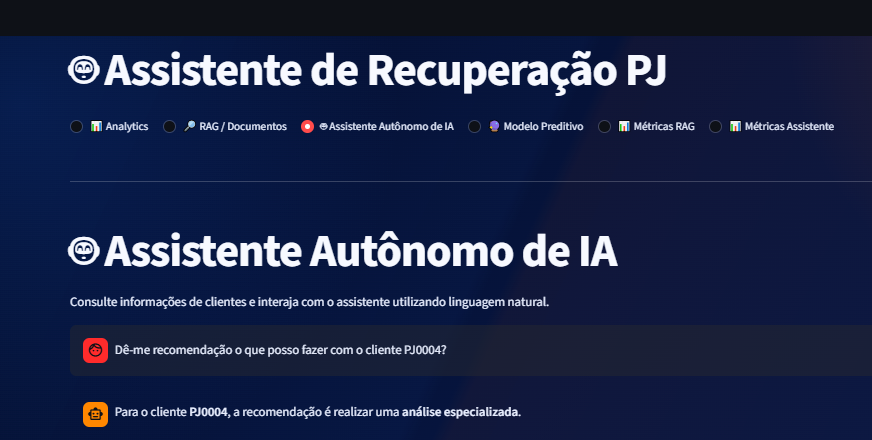 Assistente de Recuperação PJ
Analytics RAG / Documentos Assistente Autônomo de IA Modelo Preditivo Métricas RAG Métricas Assistente
Assistente Autônomo de IA
Consulte informações de clientes e interaja com o assistente utilizando linguagem natural.
Dê-me recomendação o que posso fazer com o cliente PJ0004?
Para o cliente PJ0004, a recomendação é realizar uma análise especializada.